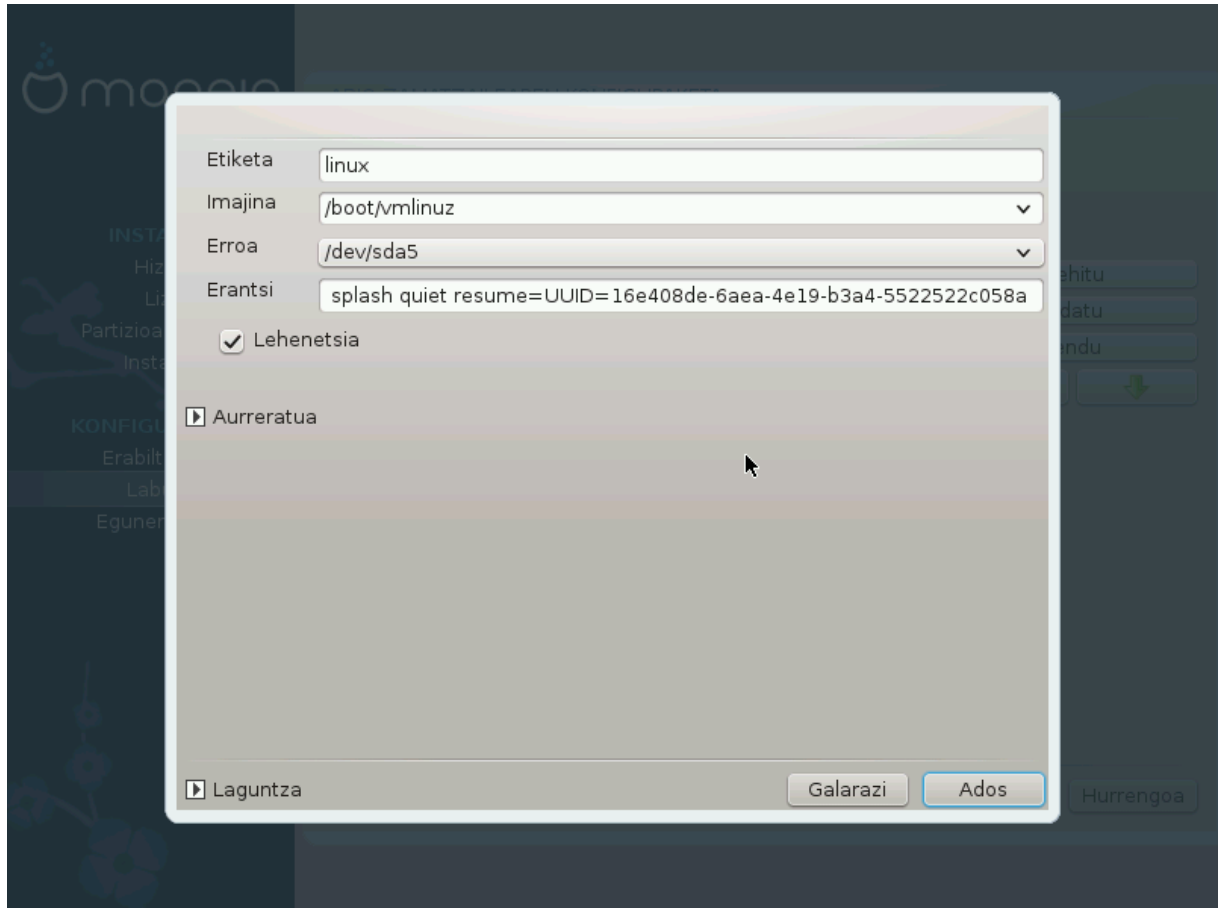 Etiketa linux
Imajina /boot/vmlinuz
Erroa /dev/sda5
Erantsi splash quiet resume=UUID=16e408de-6aea-4e19-b3a4-5522522c058a
Lehenetsia
Aurreratua
Laguntza Galarazi Ados
Hurrengoa